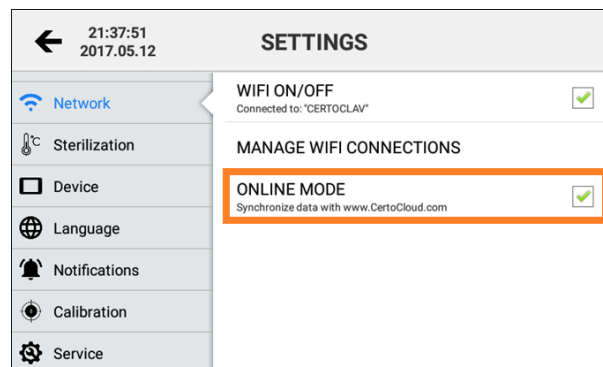 21:37:51
2017.05.12
SETTINGS
Network
Sterilization
Device
Language
Notifications
Calibration
Service
WIFI ON/OFF
Connected to: "CERTOCLAV"
MANAGE WIFI CONNECTIONS
ONLINE MODE
Synchronize data with www.CertoCloud.com